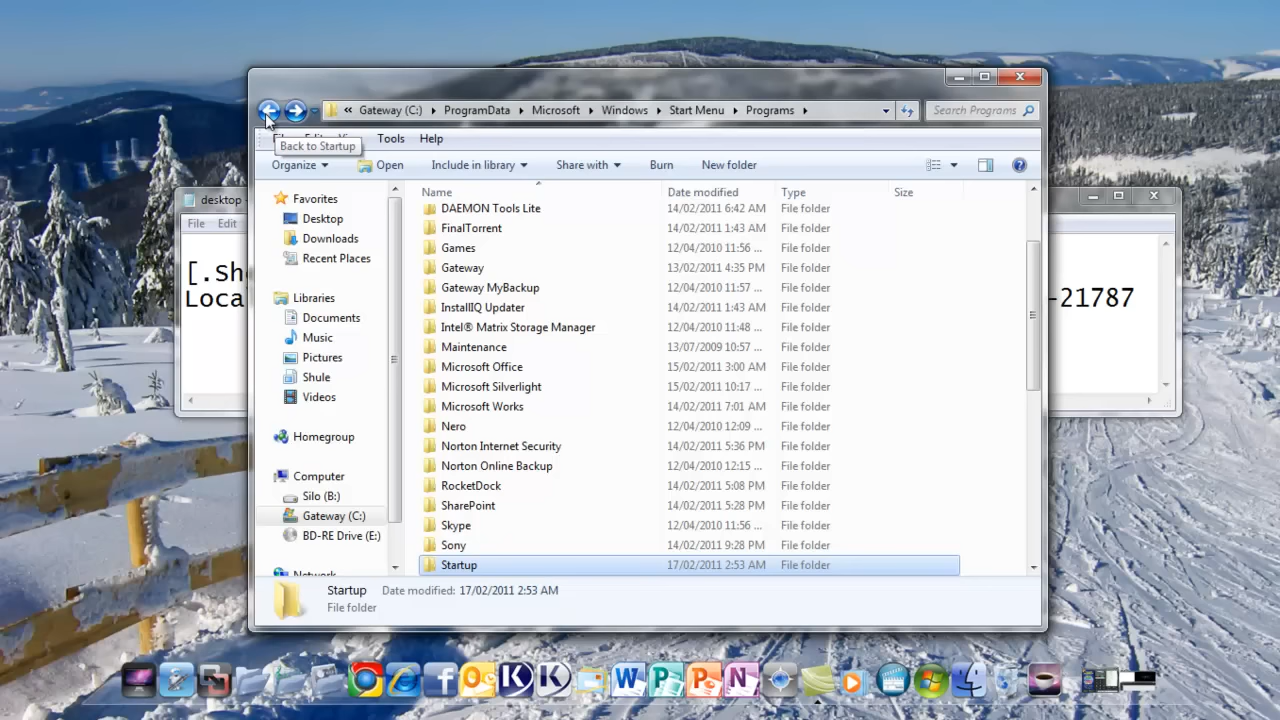 « Gateway (C:) ProgramData Microsoft Windows Start Menu Programs
Search Programs
Tools Help
Back to Startup
Organize Open Include in library Share with Burn New folder
Name Date modified Type Size
DAEMON Tools Lite 14/02/2011 6:42 AM File folder
FinalTorrent 14/02/2011 1:43 AM File folder
Games 12/04/2010 11:56 ... File folder
Gateway 13/02/2011 4:35 PM File folder
Gateway MyBackup 12/04/2010 11:57 ... File folder
InstallIQ Updater 14/02/2011 1:43 AM File folder
Intel® Matrix Storage Manager 12/04/2010 11:48 ... File folder
Maintenance 13/07/2009 10:57 ... File folder
Microsoft Office 15/02/2011 3:00 AM File folder
Microsoft Silverlight 15/02/2011 10:17 ... File folder
Microsoft Works 14/02/2011 7:01 AM File folder
Nero 12/04/2010 12:09 ... File folder
Norton Internet Security 14/02/2011 5:36 PM File folder
Norton Online Backup 12/04/2010 12:15 ... File folder
RocketDock 14/02/2011 5:08 PM File folder
SharePoint 14/02/2011 5:28 PM File folder
Skype 12/04/2010 11:56 ... File folder
Sony 14/02/2011 9:28 PM File folder
Startup 17/02/2011 2:53 AM File folder
Favorites
Desktop
Downloads
Recent Places
Libraries
Documents
Music
Pictures
Shule
Videos
Homegroup
Computer
Silo (B:)
Gateway (C:)
BD-RE Drive (E:)
Network
Startup Date modified: 17/02/2011 2:53 AM
File folder
desktop -
File Edit
[.Sh
Loca
-21787